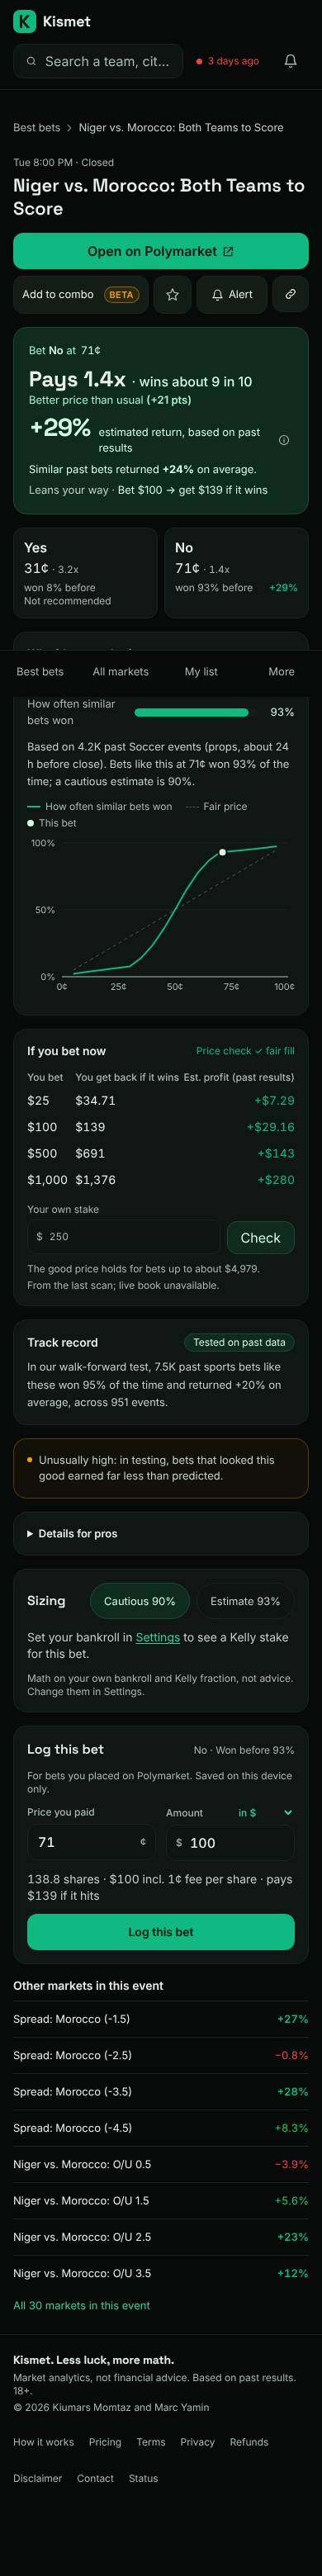 Kismet
Search a team, cit...
3 days ago
Best bets > Niger vs. Morocco: Both Teams to Score
Tue 8:00 PM · Closed
Niger vs. Morocco: Both Teams to
Score
Open on Polymarket
Add to combo BETA
Alert
Bet No at 71¢
Pays 1.4x · wins about 9 in 10
Better price than usual (+21 pts)
+29% estimated return, based on past
results
Similar past bets returned +24% on average.
Leans your way · Bet $100 → get $139 if it wins
Yes
31¢ · 3.2x
won 8% before
Not recommended
No
71¢ · 1.4x
won 93% before +29%
Best bets
All markets
My list
More
How often similar
bets won
93%
Based on 4.2K past Soccer events (props, about 24
h before close). Bets like this at 71¢ won 93% of the
time; a cautious estimate is 90%.
How often similar bets won
Fair price
This bet
100%
50%
0%
0¢ 25¢ 50¢ 75¢ 100¢
If you bet now
Price check ✓ fair fill
You bet You get back if it wins Est. profit (past results)
$25 $34.71 +$7.29
$100 $139 +$29.16
$500 $691 +$143
$1,000 $1,376 +$280
Your own stake
$ 250
Check
The good price holds for bets up to about $4,979.
From the last scan; live book unavailable.
Track record
Tested on past data
In our walk-forward test, 7.5K past sports bets like
these won 95% of the time and returned +20% on
average, across 951 events.
Unusually high: in testing, bets that looked this
good earned far less than predicted.
Details for pros
Sizing
Cautious 90%
Estimate 93%
Set your bankroll in Settings to see a Kelly stake
for this bet.
Math on your own bankroll and Kelly fraction, not advice.
Change them in Settings.
Log this bet
No · Won before 93%
For bets you placed on Polymarket. Saved on this device
only.
Price you paid
Amount
in $
71 ¢
$ 100
138.8 shares · $100 incl. 1¢ fee per share · pays
$139 if it hits
Log this bet
Other markets in this event
Spread: Morocco (-1.5) +27%
Spread: Morocco (-2.5) −0.8%
Spread: Morocco (-3.5) +28%
Spread: Morocco (-4.5) +8.3%
Niger vs. Morocco: O/U 0.5 −3.9%
Niger vs. Morocco: O/U 1.5 +5.6%
Niger vs. Morocco: O/U 2.5 +23%
Niger vs. Morocco: O/U 3.5 +12%
All 30 markets in this event
Kismet. Less luck, more math.
Market analytics, not financial advice. Based on past results.
18+.
© 2026 Kiumars Momtaz and Marc Yamin
How it works Pricing Terms Privacy Refunds
Disclaimer Contact Status